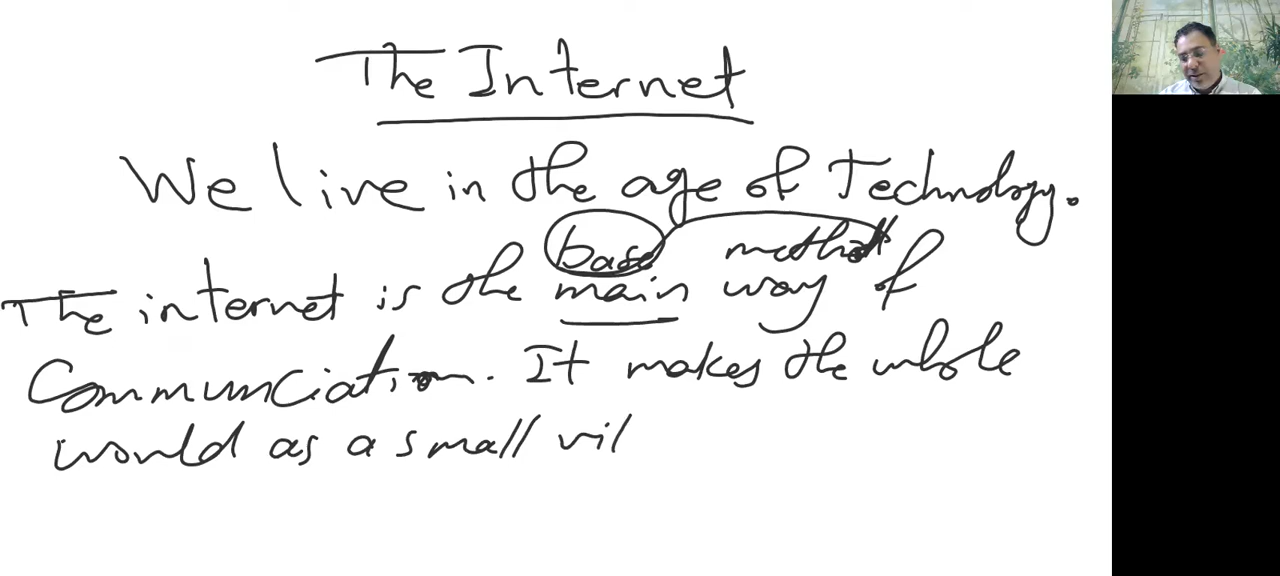 The Internet
We live in the age of Technology.
base method
The internet is the main way of
Communciation. It makes the whole
would as a small vil